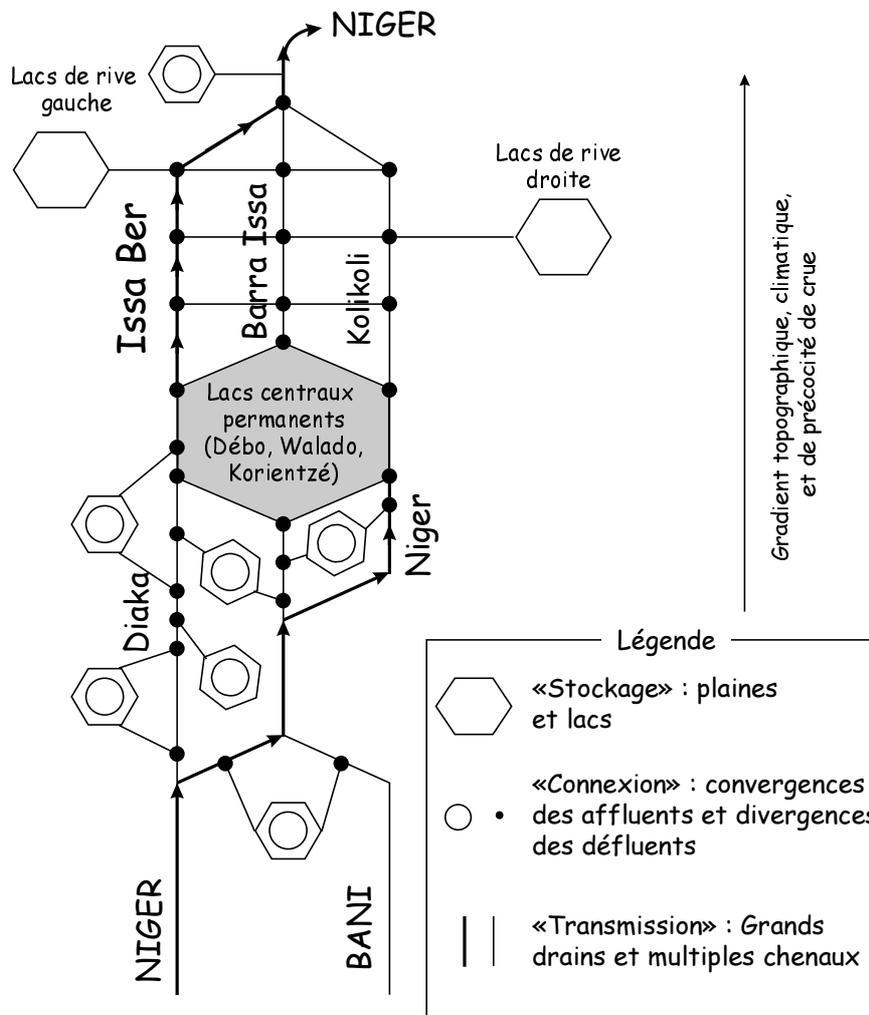 NIGER
Lacs de rive
gauche
Lacs de rive
droite
Issa Ber
Barra Issa
Kolikoli
Gradient topographique, climatique,
et de précocité de crue
Lacs centraux
permanents
(Débo, Walado,
Korientzé)
Niger
Diaka
NIGER
BANI
Légende
«Stockage» : plaines
et lacs
«Connexion» : convergences
des affluents et divergences
des défluents
«Transmission» : Grands
drains et multiples chenaux